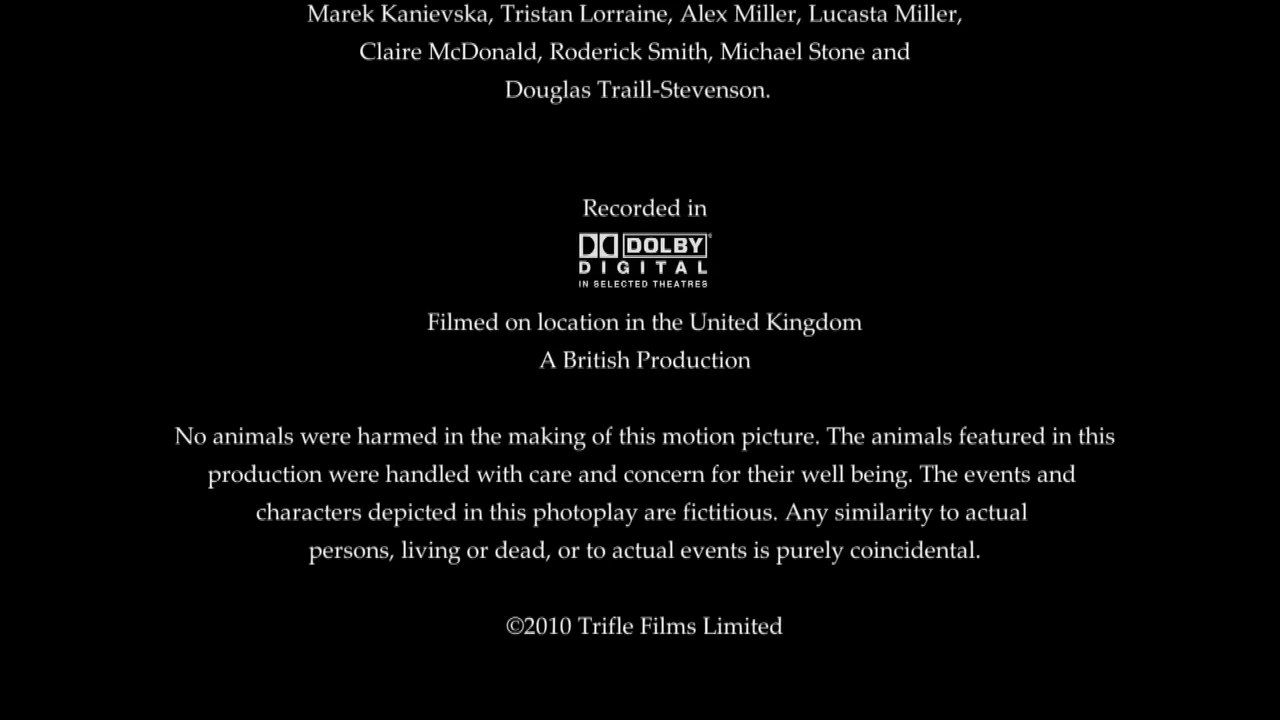 Marek Kanievska, Tristan Lorraine, Alex Miller, Lucasta Miller,
Claire McDonald, Roderick Smith, Michael Stone and
Douglas Traill-Stevenson.
Recorded in
DOLBY®
DIGITAL
IN SELECTED THEATRES
Filmed on location in the United Kingdom
A British Production
No animals were harmed in the making of this motion picture. The animals featured in this
production were handled with care and concern for their well being. The events and
characters depicted in this photoplay are fictitious. Any similarity to actual
persons, living or dead, or to actual events is purely coincidental.
©2010 Trifle Films Limited